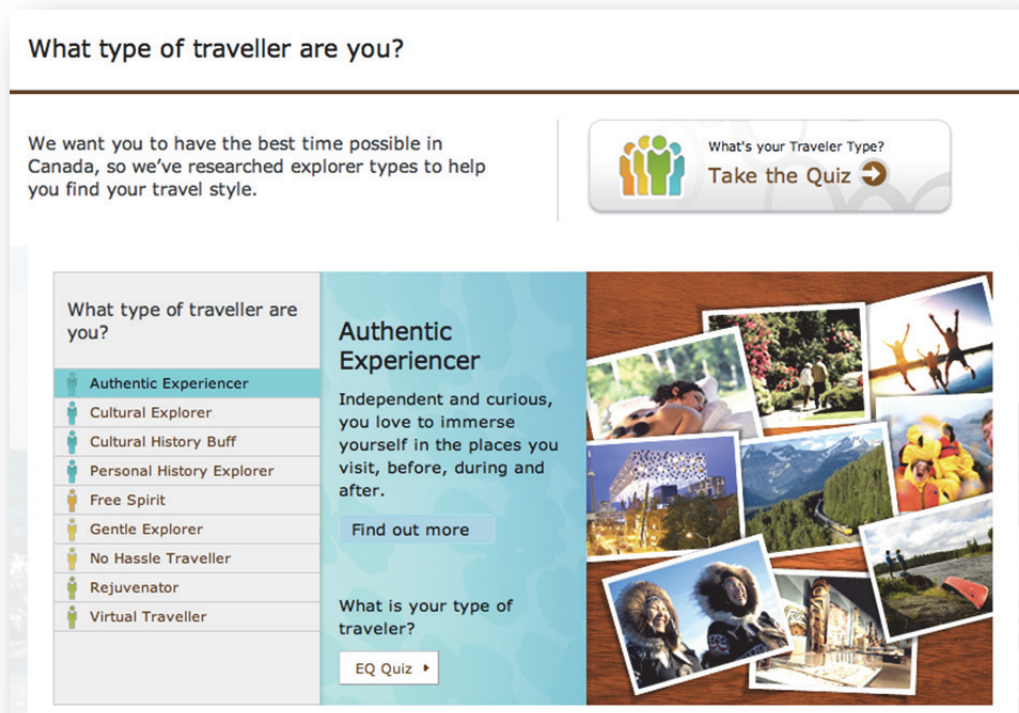 What type of traveller are you?
We want you to have the best time possible in
Canada, so we've researched explorer types to help
you find your travel style.
What's your Traveler Type?
Take the Quiz
What type of traveller are
you?
Authentic Experiencer
Cultural Explorer
Cultural History Buff
Personal History Explorer
Free Spirit
Gentle Explorer
No Hassle Traveller
Rejuvenator
Virtual Traveller
Authentic
Experiencer
Independent and curious,
you love to immerse
yourself in the places you
visit, before, during and
after.
Find out more
What is your type of
traveler?
EQ Quiz